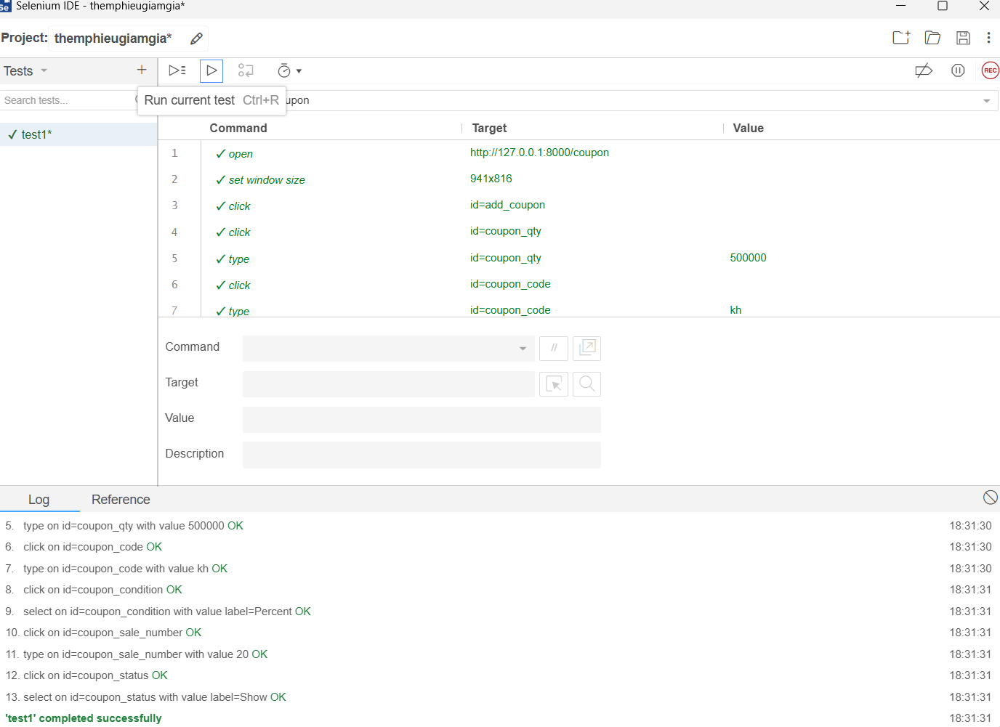 Se Selenium IDE - themphieugiamgia*
Project: themphieugiamgia*
Tests
REC
Search tests...
Run current test Ctrl+R
upon
✓ test1*
Command Target Value
1 ✓ open http://127.0.0.1:8000/coupon
2 ✓ set window size 941x816
3 ✓ click id=add_coupon
4 ✓ click id=coupon_qty
5 ✓ type id=coupon_qty 500000
6 ✓ click id=coupon_code
7 ✓ type id=coupon_code kh
Command //
Target
Value
Description
Log Reference
5. type on id=coupon_qty with value 500000 OK 18:31:30
6. click on id=coupon_code OK 18:31:30
7. type on id=coupon_code with value kh OK 18:31:30
8. click on id=coupon_condition OK 18:31:31
9. select on id=coupon_condition with value label=Percent OK 18:31:31
10. click on id=coupon_sale_number OK 18:31:31
11. type on id=coupon_sale_number with value 20 OK 18:31:31
12. click on id=coupon_status OK 18:31:31
13. select on id=coupon_status with value label=Show OK 18:31:31
'test1' completed successfully 18:31:31